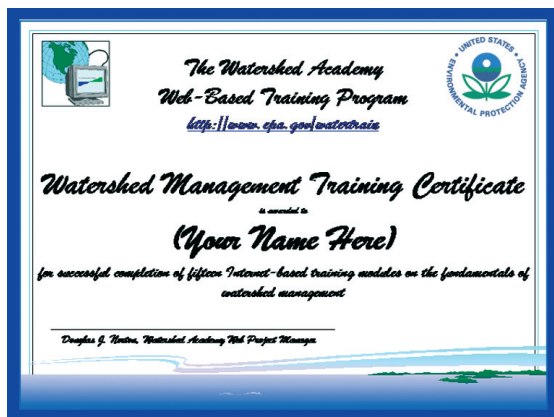 The Watershed Academy
Web-Based Training Program
http://www.epa.gov/watertrain
UNITED STATES
ENVIRONMENTAL PROTECTION AGENCY
Watershed Management Training Certificate
is awarded to
(Your Name Here)
for successful completion of fifteen Internet-based training modules on the fundamentals of
watershed management
Douglas J. Norton, Watershed Academy Web Project Manager